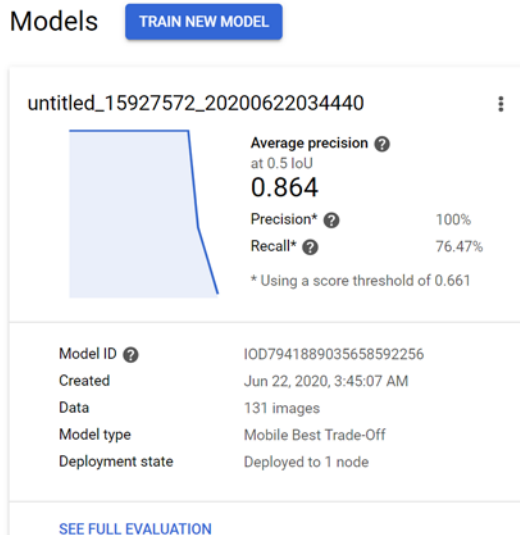 Models
TRAIN NEW MODEL
untitled_15927572_20200622034440
Average precision ?
at 0.5 IoU
0.864
Precision* ? 100%
Recall* ? 76.47%
* Using a score threshold of 0.661
Model ID ? IOD7941889035658592256
Created Jun 22, 2020, 3:45:07 AM
Data 131 images
Model type Mobile Best Trade-Off
Deployment state Deployed to 1 node
SEE FULL EVALUATION